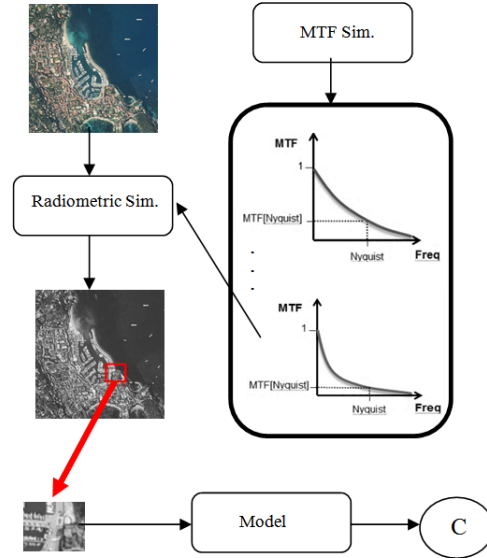 MTF Sim.
MTF
1
MTF[Nyquist]
Nyquist
Freq
Radiometric Sim.
MTF
1
MTF[Nyquist]
Nyquist
Freq
Model
C